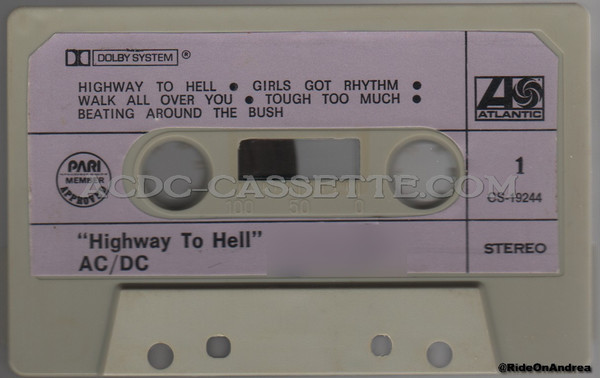 DOLBY SYSTEM ®
HIGHWAY TO HELL ● GIRLS GOT RHYTHM ●
WALK ALL OVER YOU ● TOUGH TOO MUCH ●
BEATING AROUND THE BUSH
ATLANTIC
PARI
MEMBER
APPROVED
ACDC-CASSETTE.COM
1
CS-19244
100 50 0
"Highway To Hell"
AC/DC
STEREO
@RideOnAndrea